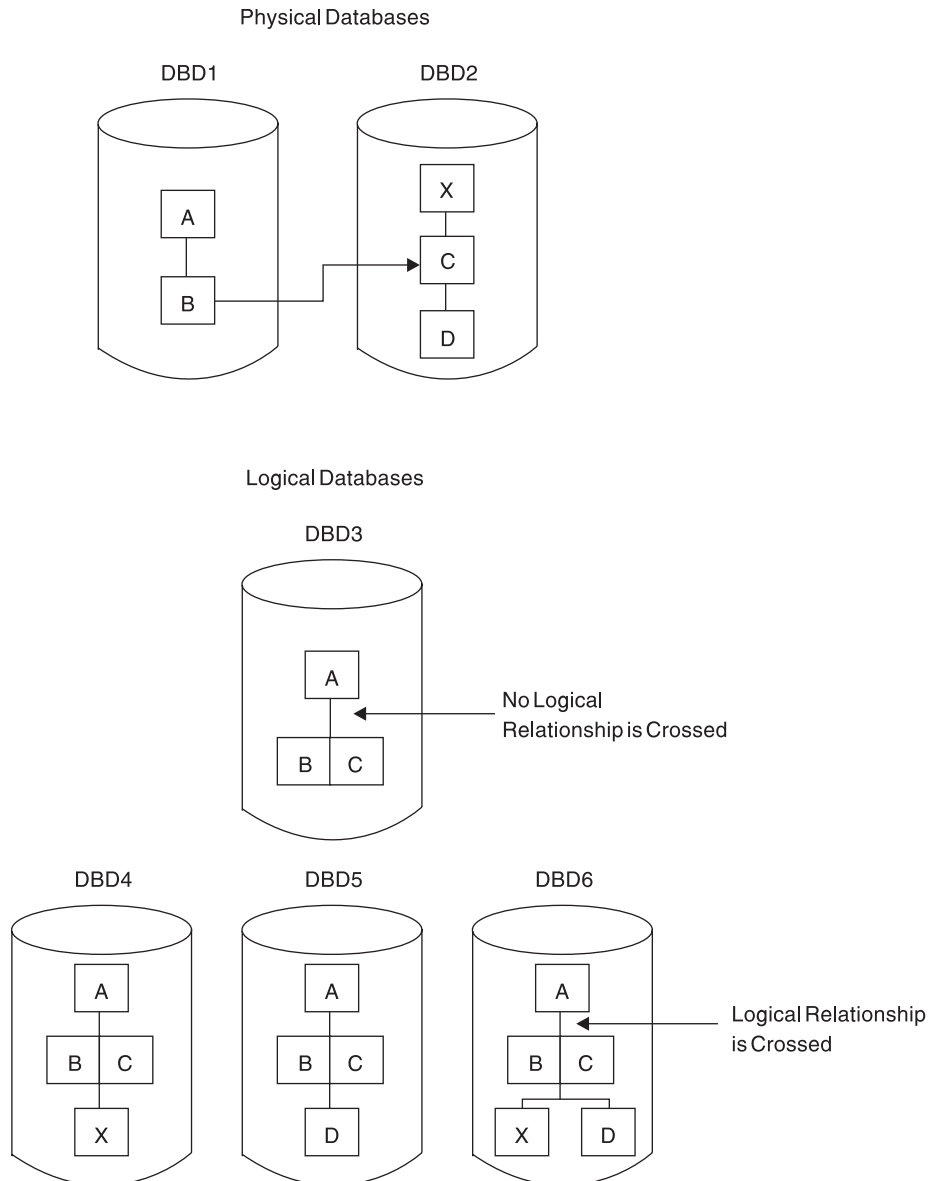 Physical Databases
DBD1
DBD2
A
B
X
C
D
Logical Databases
DBD3
A
B C
No Logical
Relationship is Crossed
DBD4
DBD5
DBD6
A
B C
X
A
B C
D
A
B C
X D
Logical Relationship
is Crossed